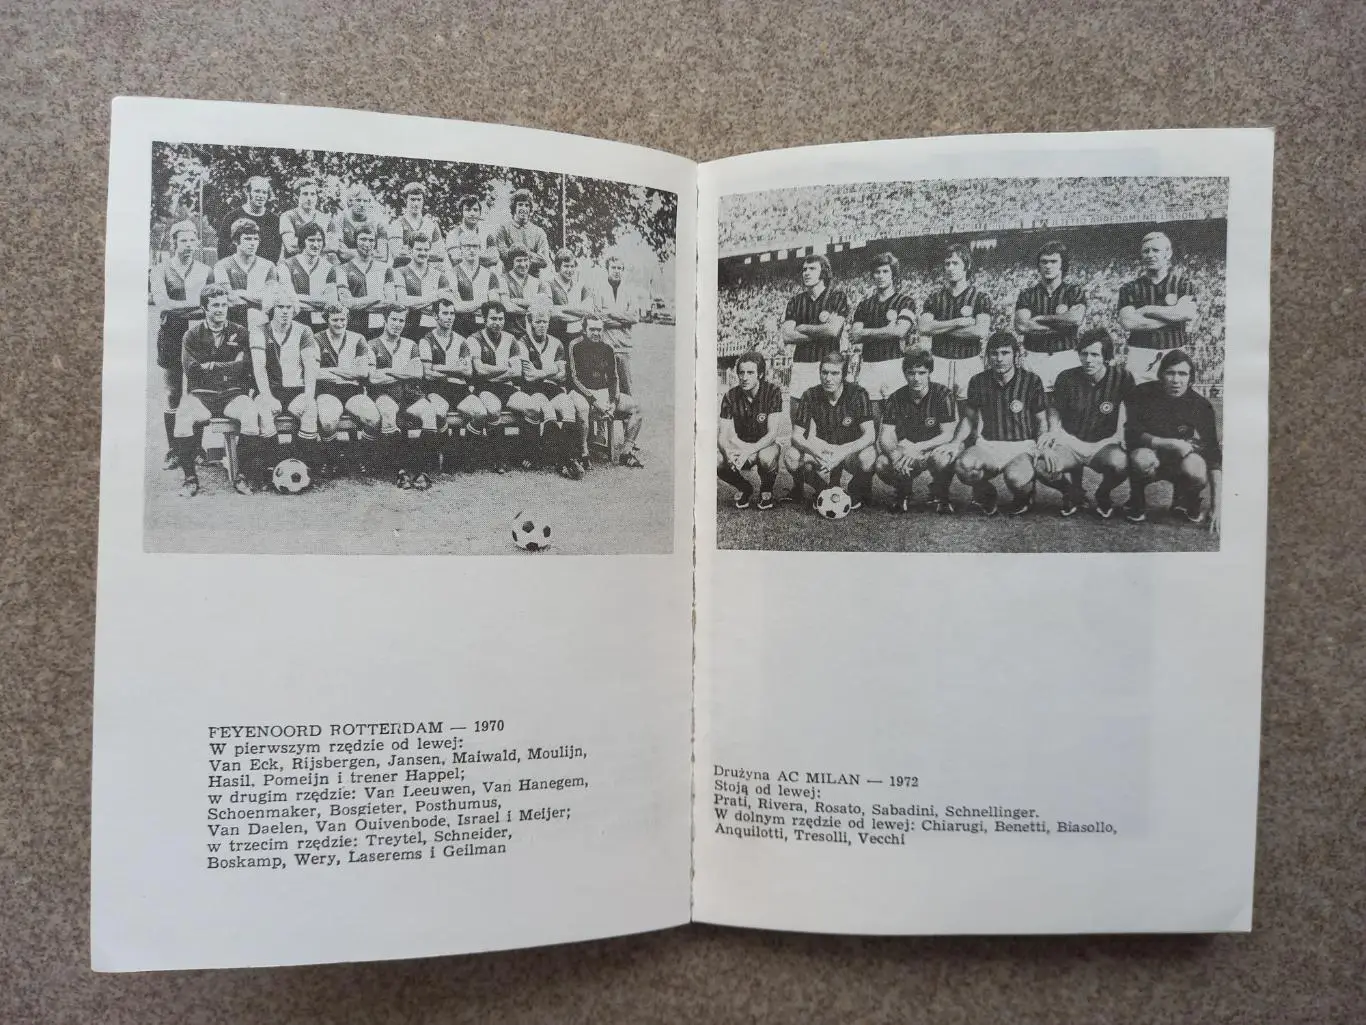 FEYENOORD ROTTERDAM — 1970
W pierwszym rzędzie od lewej:
Van Eck, Rijsbergen, Jansen, Maiwald, Moulijn,
Hasil, Pomeijn i trener Happel;
w drugim rzędzie: Van Leeuwen, Van Hanegem,
Schoenmaker, Bosgieter, Posthumus,
Van Daelen, Van Ouivenbode, Israel i Meijer;
w trzecim rzędzie: Treytel, Schneider,
Boskamp, Wery, Laserems i Geilman
Drużyna AC MILAN — 1972
Stoją od lewej:
Prati, Rivera, Rosato, Sabadini, Schnellinger.
W dolnym rzędzie od lewej: Chiarugi, Benetti, Biasollo,
Anquilotti, Tresolli, Vecchi